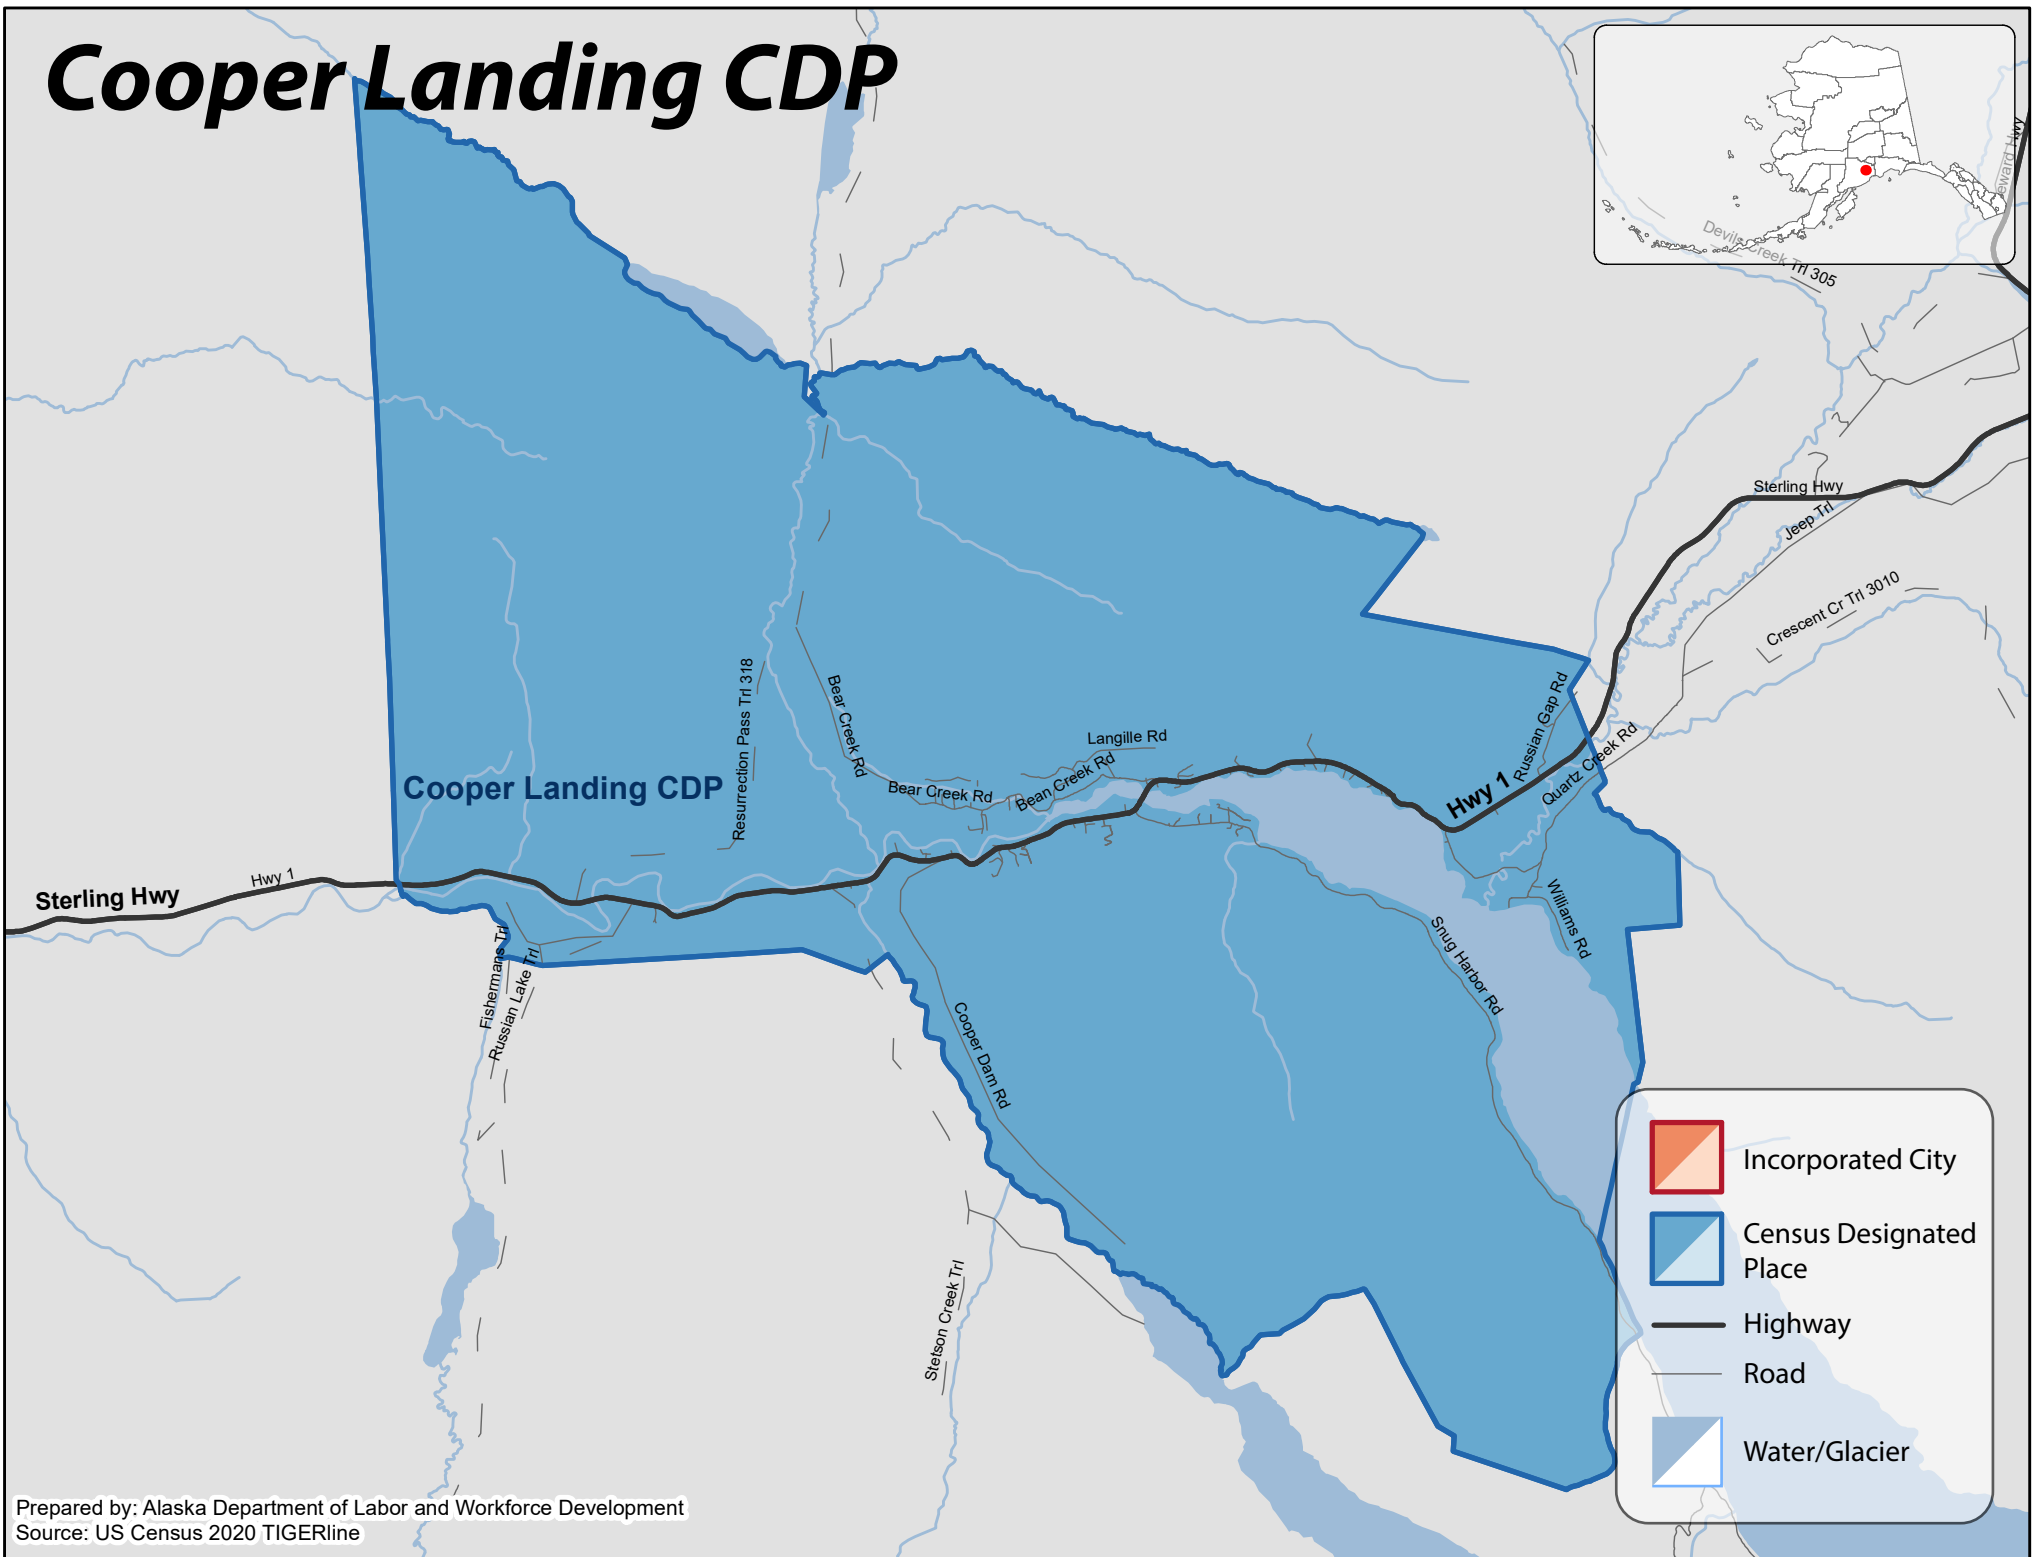 Cooper Landing CDP
Seward Hwy
Devils Creek Trl 305
Sterling Hwy
Jeep Trl
Crescent Cr Trl 3010
Resurrection Pass Trl 318
Bear Creek Rd
Langille Rd
Russian Gap Rd
Quartz Creek Rd
Bean Creek Rd
Bear Creek Rd
Cooper Landing CDP
Hwy 1
Hwy 1
Sterling Hwy
Williams Rd
Snug Harbor Rd
Fishermans Trl
Russian Lake Trl
Cooper Dam Rd
Stetson Creek Trl
Incorporated City
Census Designated
Place
Highway
Road
Water/Glacier
Prepared by: Alaska Department of Labor and Workforce Development
Source: US Census 2020 TIGERline